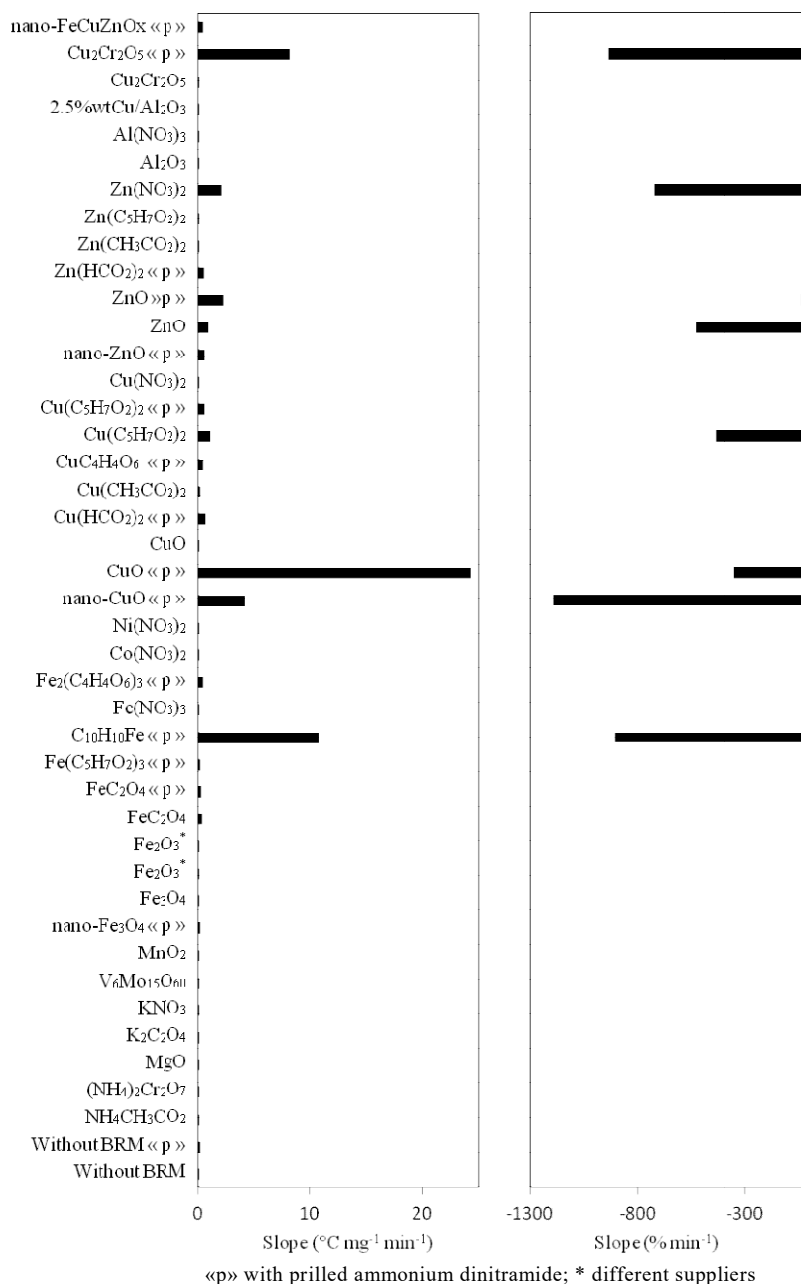 nano-FeCuZnOx «p»
Cu₂Cr₂O₅ «p»
Cu₂Cr₂O₅
2.5%wtCu/Al₂O₃
Al(NO₃)₃
Al₂O₃
Zn(NO₃)₂
Zn(C₅H₇O₂)₂
Zn(CH₃CO₂)₂
Zn(HCO₂)₂ «p»
ZnO »p»
ZnO
nano-ZnO «p»
Cu(NO₃)₂
Cu(C₅H₇O₂)₂ «p»
Cu(C₅H₇O₂)₂
CuC₄H₄O₆ «p»
Cu(CH₃CO₂)₂
Cu(HCO₂)₂ «p»
CuO
CuO «p»
nano-CuO «p»
Ni(NO₃)₂
Co(NO₃)₂
Fe₂(C₄H₄O₆)₃ «p»
Fe(NO₃)₃
C₁₀H₁₀Fe «p»
Fe(C₅H₇O₂)₃ «p»
FeC₂O₄ «p»
FeC₂O₄
Fe₂O₃*
Fe₂O₃*
Fe₃O₄
nano-Fe₃O₄ «p»
MnO₂
V₆Mo₁₅O₆₀
KNO₃
K₂C₂O₄
MgO
(NH₄)₂Cr₂O₇
NH₄CH₃CO₂
Without BRM «p»
Without BRM
0 10 20 -1300 -800 -300
Slope (°C mg⁻¹ min⁻¹) Slope (% min⁻¹)
«p» with prilled ammonium dinitramide; * different suppliers